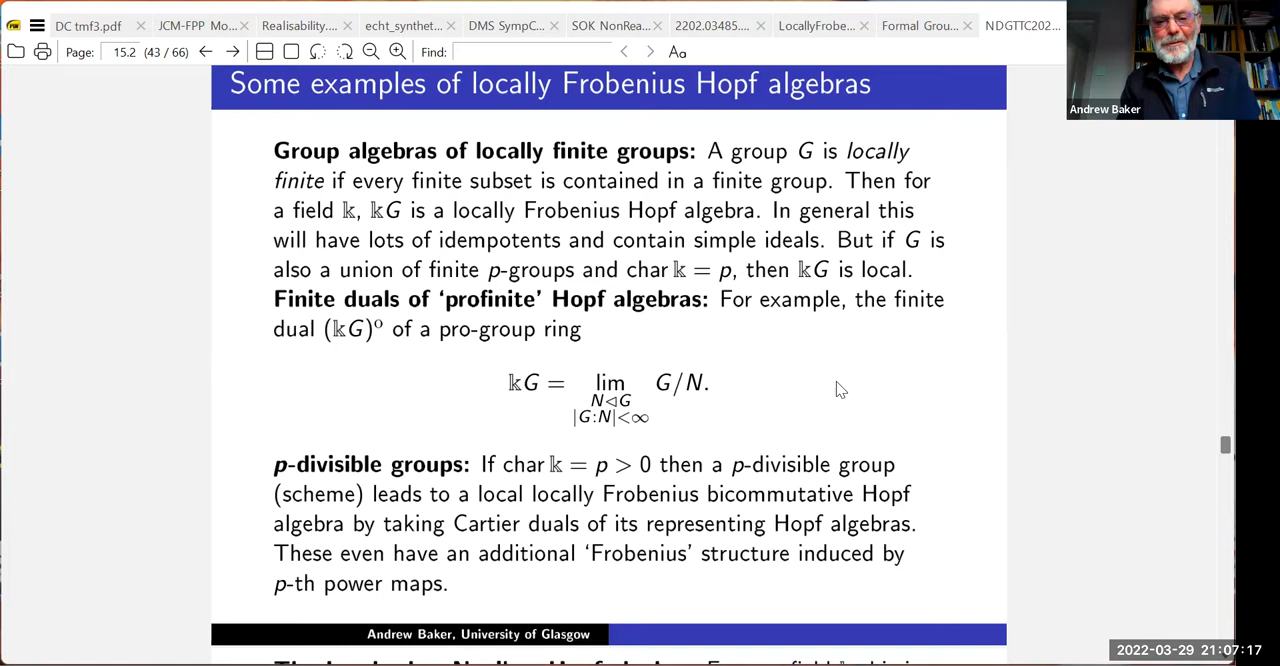 DC tmf3.pdf × JCM-FPP Mo... × Realisability.... × echt_synthet... × DMS SympC... × SOK NonRea... × 2202.03485.... × LocallyFrobe... × Formal Grou... × NDGTTC202...
Page: 15.2 (43 / 66) Find: Aa
Andrew Baker
Some examples of locally Frobenius Hopf algebras
Group algebras of locally finite groups: A group G is locally
finite if every finite subset is contained in a finite group. Then for
a field 𝕜, 𝕜G is a locally Frobenius Hopf algebra. In general this
will have lots of idempotents and contain simple ideals. But if G is
also a union of finite p-groups and char 𝕜 = p, then 𝕜G is local.
Finite duals of ‘profinite’ Hopf algebras: For example, the finite
dual (𝕜G)° of a pro-group ring
𝕜G = lim G/N.
N◁G
|G:N|<∞
p-divisible groups: If char 𝕜 = p > 0 then a p-divisible group
(scheme) leads to a local locally Frobenius bicommutative Hopf
algebra by taking Cartier duals of its representing Hopf algebras.
These even have an additional ‘Frobenius’ structure induced by
p-th power maps.
Andrew Baker, University of Glasgow
2022-03-29 21:07:17